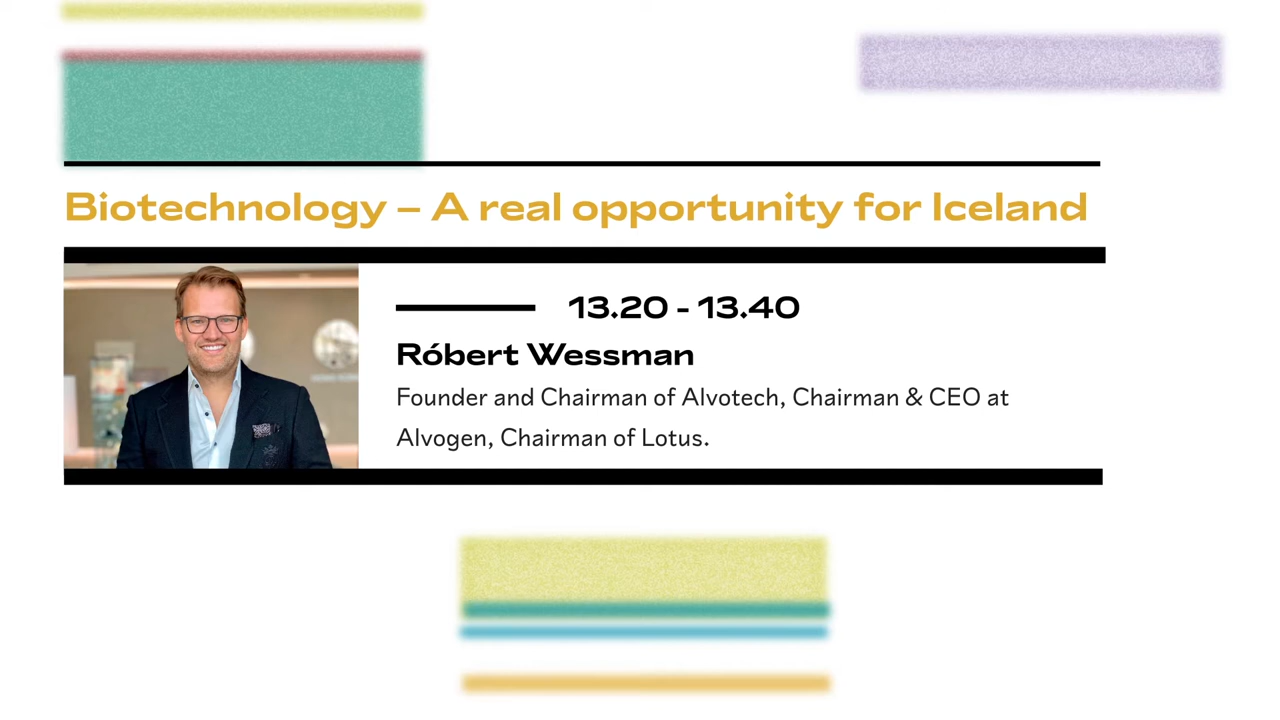 Biotechnology – A real opportunity for Iceland
13.20 - 13.40
Róbert Wessman
Founder and Chairman of Alvotech, Chairman & CEO at
Alvogen, Chairman of Lotus.